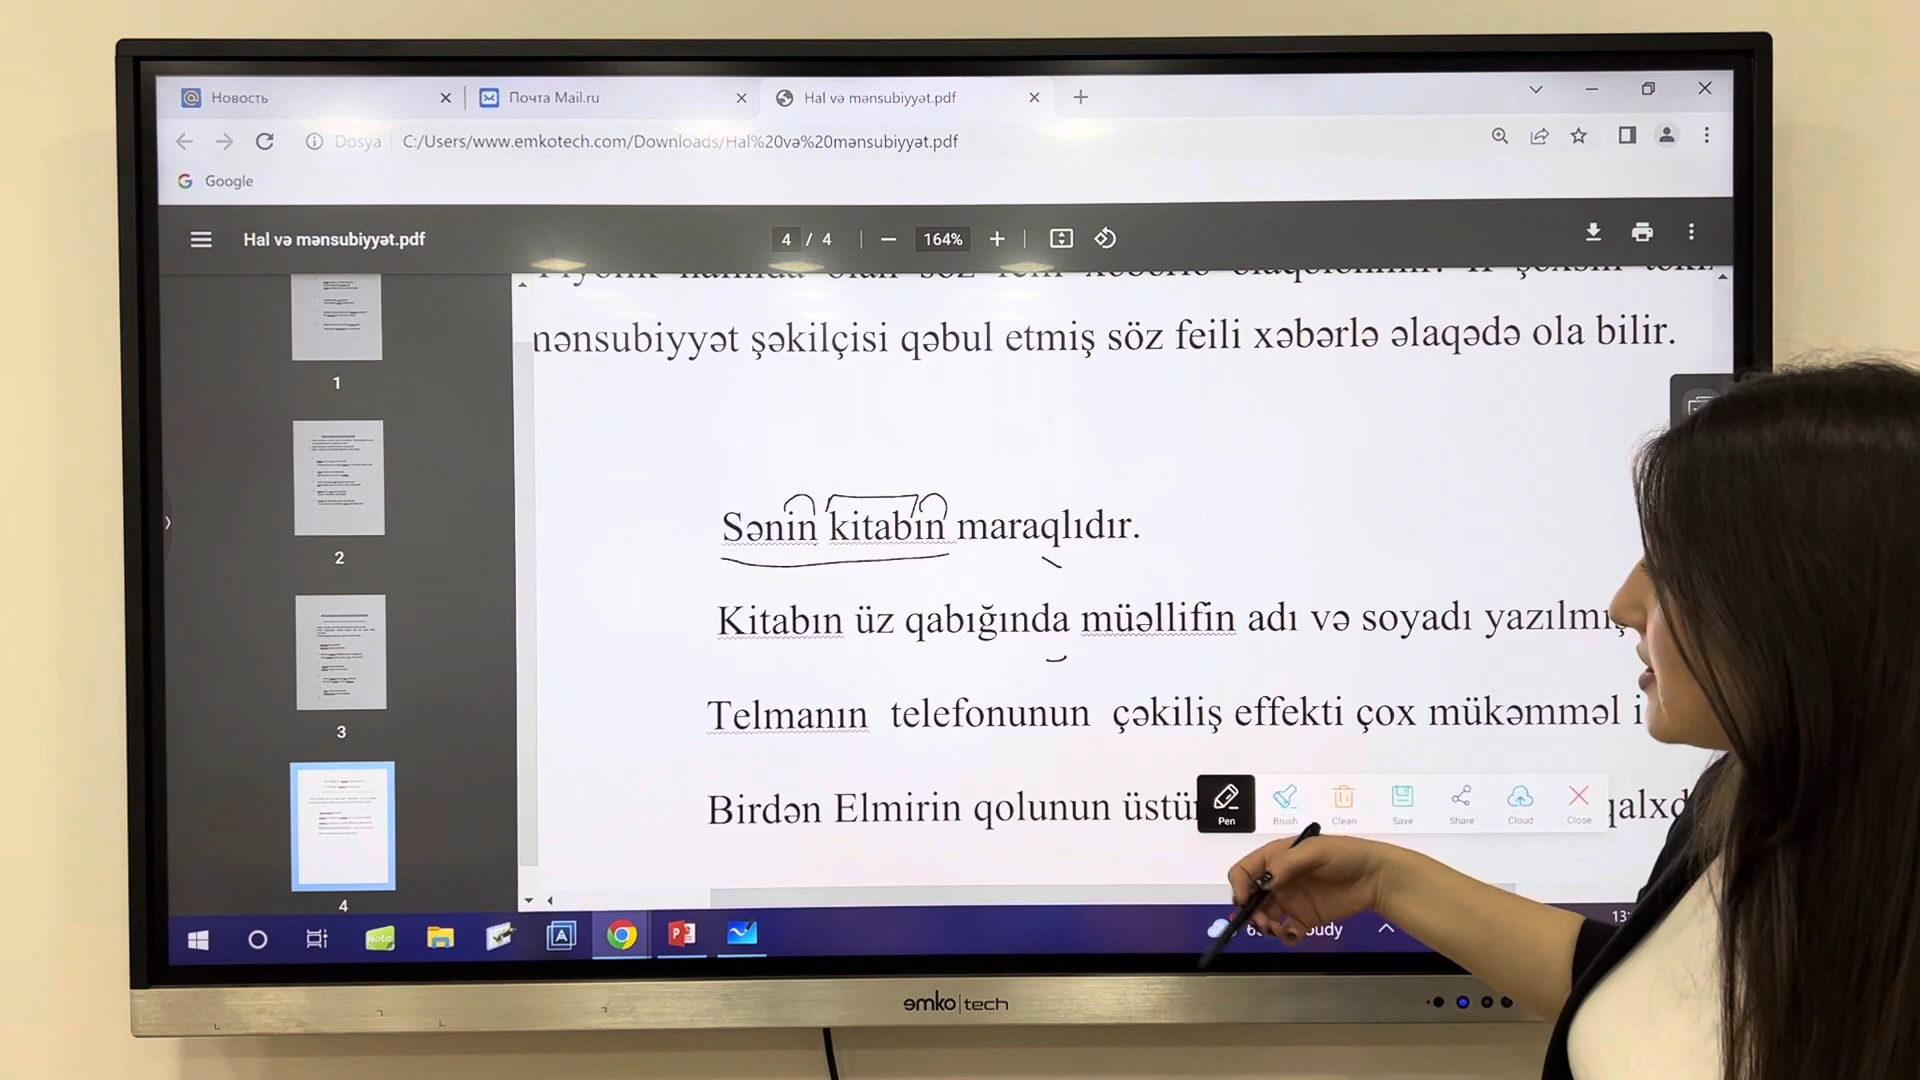 Новость
Почта Mail.ru
Hal və mənsubiyyət.pdf
Dosya C:/Users/www.emkotech.com/Downloads/Hal%20və%20mənsubiyyət.pdf
Google
Hal və mənsubiyyət.pdf
4 / 4
164%
mənsubiyyət şəkilçisi qəbul etmiş söz feili xəbərlə əlaqədə ola bilir.
Sənin kitabın maraqlıdır.
Kitabın üz qabığında müəllifin adı və soyadı
Telmanın telefonunun çəkiliş effekti çox mükəmməl
Birdən Elmirin qolunun
1
2
3
4
Pen
Brush
Clean
Save
Share
Cloud
Close
emko|tech